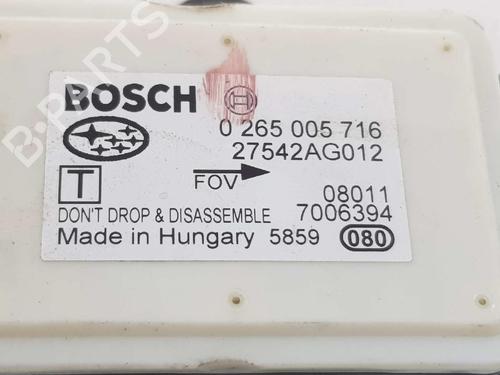 B-PARTS
BOSCH
0 265 005 716
27542AG012
T
FOV
08011
DON'T DROP & DISASSEMBLE 7006394
Made in Hungary 5859 080